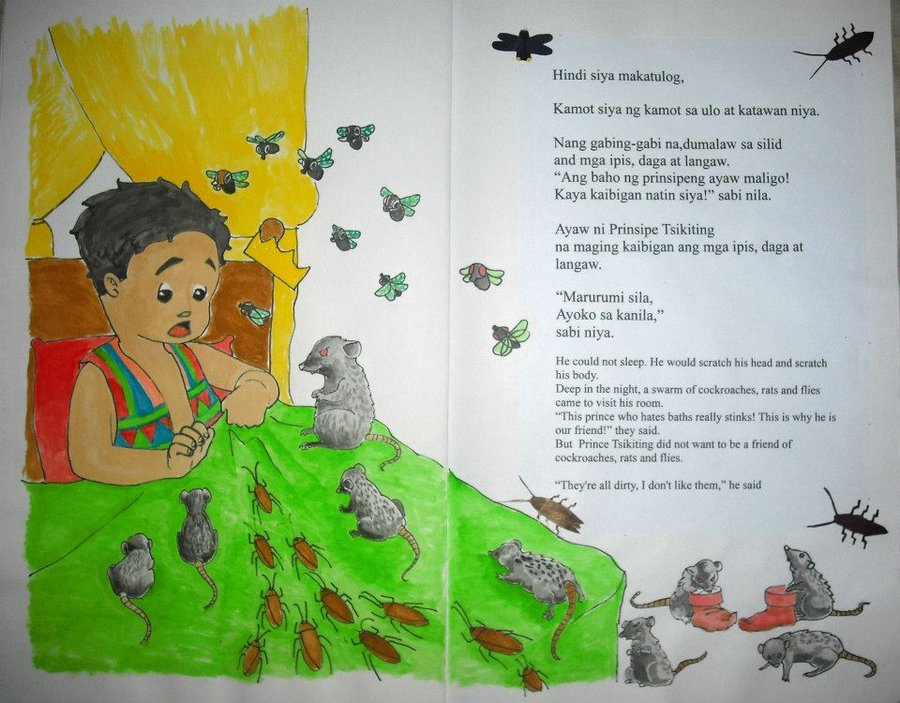 Hindi siya makatulog,
Kamot siya ng kamot sa ulo at katawan niya.
Nang gabing-gabi na,dumalaw sa silid
and mga ipis, daga at langaw.
“Ang baho ng prinsipeng ayaw maligo!
Kaya kaibigan natin siya!” sabi nila.
Ayaw ni Prinsipe Tsikiting
na maging kaibigan ang mga ipis, daga at
langaw.
“Marurumi sila,
Ayoko sa kanila,”
sabi niya.
He could not sleep. He would scratch his head and scratch
his body.
Deep in the night, a swarm of cockroaches, rats and flies
came to visit his room.
“This prince who hates baths really stinks! This is why he is
our friend!” they said.
But Prince Tsikiting did not want to be a friend of
cockroaches, rats and flies.
“They're all dirty, I don't like them,” he said